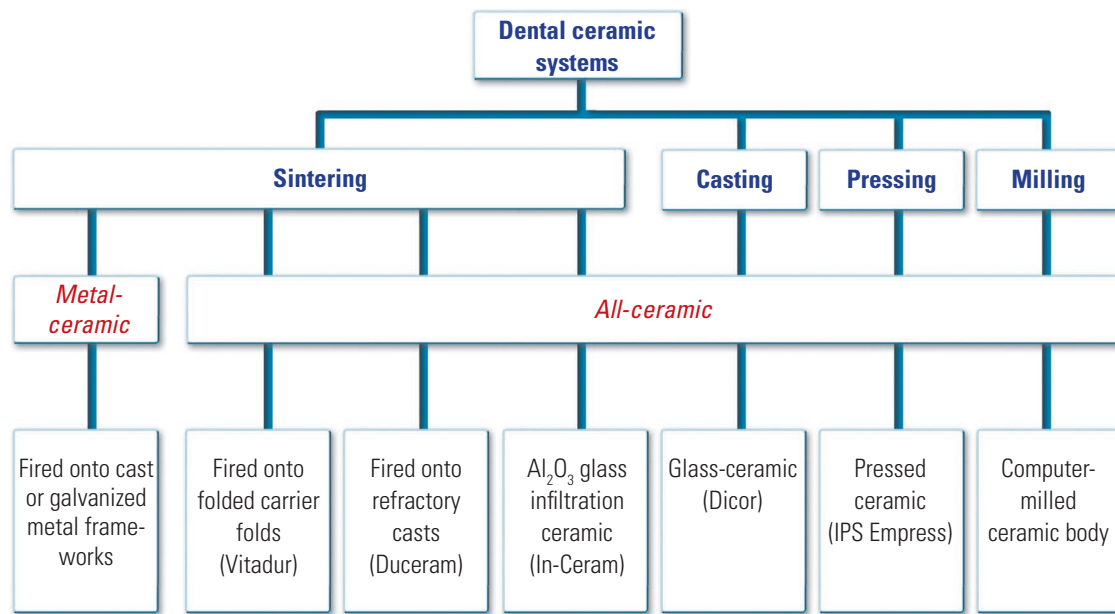 Dental ceramic
systems
Sintering
Casting
Pressing
Milling
Metal-
ceramic
All-ceramic
Fired onto cast
or galvanized
metal frame-
works
Fired onto
folded carrier
folds
(Vitadur)
Fired onto
refractory
casts
(Duceram)
Al₂O₃ glass
infiltration
ceramic
(In-Ceram)
Glass-ceramic
(Dicor)
Pressed
ceramic
(IPS Empress)
Computer-
milled
ceramic body